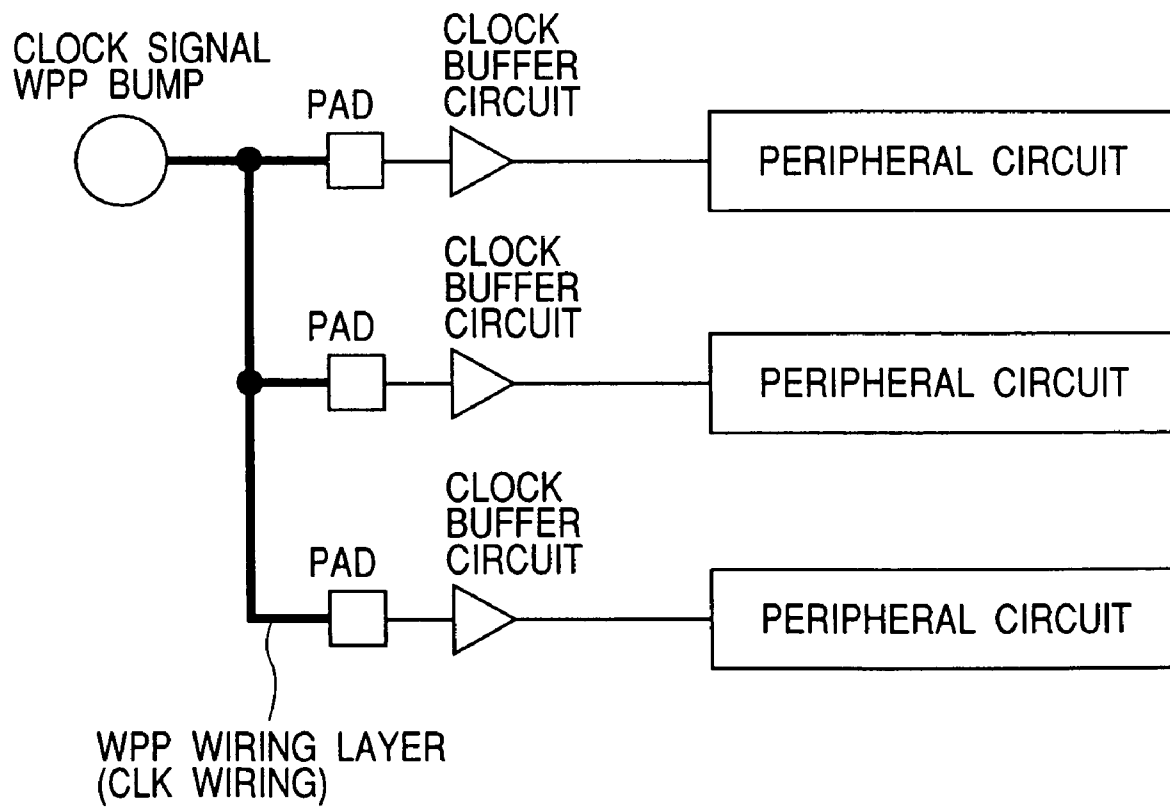 CLOCK SIGNAL
WPP BUMP
PAD
CLOCK
BUFFER
CIRCUIT
PERIPHERAL CIRCUIT
PAD
CLOCK
BUFFER
CIRCUIT
PERIPHERAL CIRCUIT
PAD
CLOCK
BUFFER
CIRCUIT
PERIPHERAL CIRCUIT
WPP WIRING LAYER
(CLK WIRING)